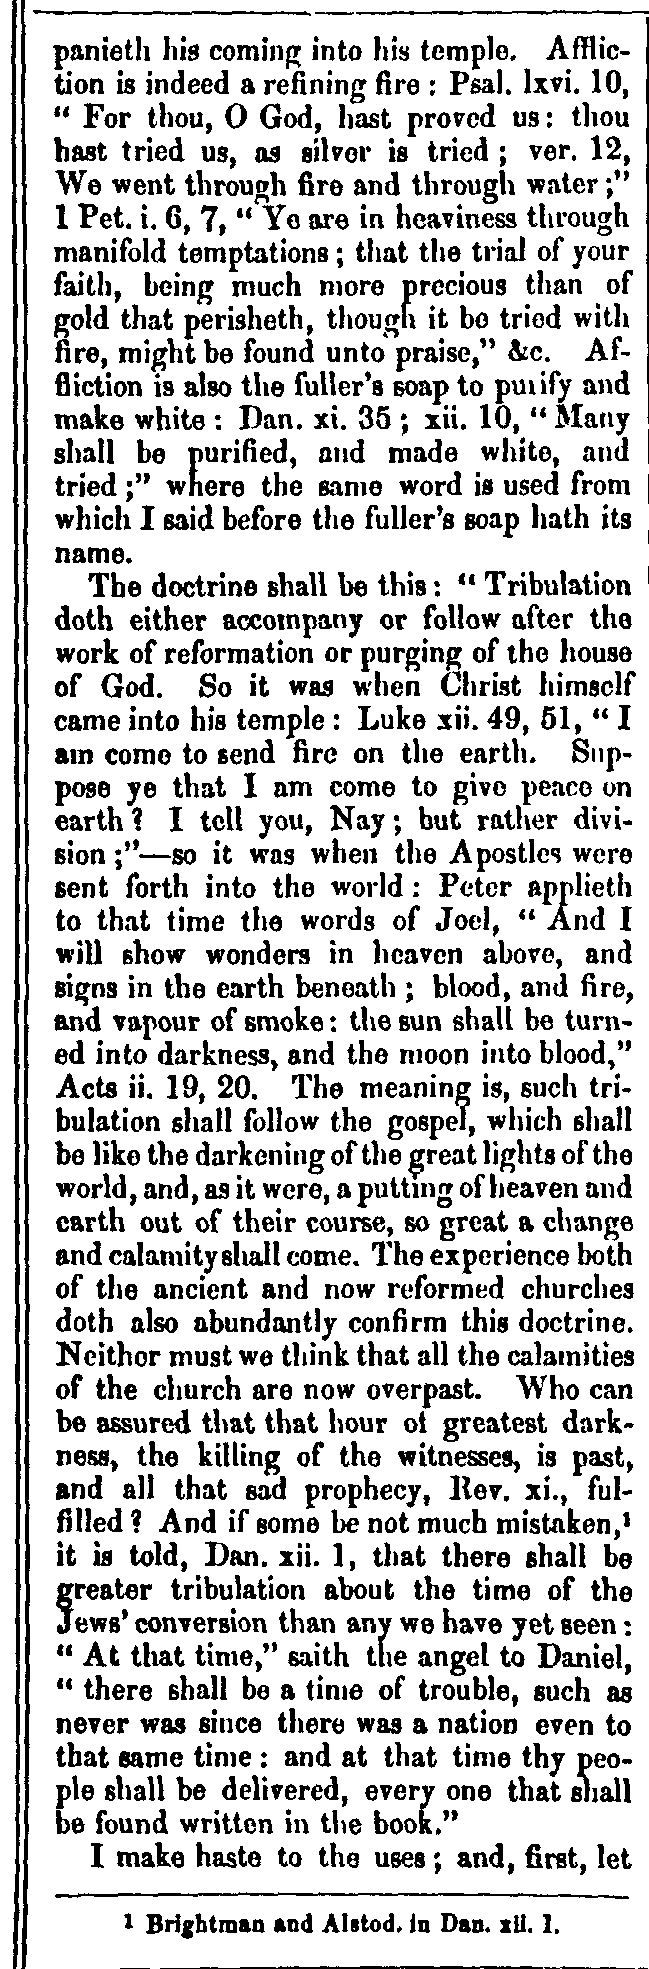 panieth his coming into his temple. Afflic-
tion is indeed a refining fire : Psal. lxvi. 10,
“ For thou, O God, hast proved us: thou
hast tried us, as silver is tried ; ver. 12,
We went through fire and through water ;”
1 Pet. i. 6, 7, “ Ye are in heaviness through
manifold temptations ; that the trial of your
faith, being much more precious than of
gold that perisheth, though it be tried with
fire, might be found unto praise,” &c. Af-
fliction is also the fuller’s soap to purify and
make white : Dan. xi. 35 ; xii. 10, “ Many
shall be purified, and made white, and
tried ;” where the same word is used from
which I said before the fuller’s soap hath its
name.
The doctrine shall be this : “ Tribulation
doth either accompany or follow after the
work of reformation or purging of the house
of God. So it was when Christ himself
came into his temple : Luke xii. 49, 51, “ I
am come to send fire on the earth. Sup-
pose ye that I am come to give peace on
earth ? I tell you, Nay ; but rather divi-
sion ;”—so it was when the Apostles were
sent forth into the world : Peter applieth
to that time the words of Joel, “ And I
will show wonders in heaven above, and
signs in the earth beneath ; blood, and fire,
and vapour of smoke : the sun shall be turn-
ed into darkness, and the moon into blood,”
Acts ii. 19, 20. The meaning is, such tri-
bulation shall follow the gospel, which shall
be like the darkening of the great lights of the
world, and, as it were, a putting of heaven and
earth out of their course, so great a change
and calamity shall come. The experience both
of the ancient and now reformed churches
doth also abundantly confirm this doctrine.
Neither must we think that all the calamities
of the church are now overpast. Who can
be assured that that hour of greatest dark-
ness, the killing of the witnesses, is past,
and all that sad prophecy, Rev. xi., ful-
filled ? And if some be not much mistaken,¹
it is told, Dan. xii. 1, that there shall be
greater tribulation about the time of the
Jews’ conversion than any we have yet seen :
“ At that time,” saith the angel to Daniel,
“ there shall be a time of trouble, such as
never was since there was a nation even to
that same time : and at that time thy peo-
ple shall be delivered, every one that shall
be found written in the book.”
I make haste to the uses ; and, first, let
¹ Brightman and Alstod. in Dan. xii. 1.